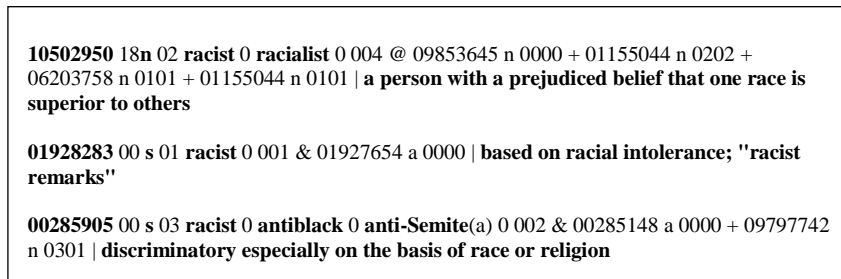 10502950 18n 02 racist 0 racialist 0 004 @ 09853645 n 0000 + 01155044 n 0202 +
06203758 n 0101 + 01155044 n 0101 | a person with a prejudiced belief that one race is
superior to others
01928283 00 s 01 racist 0 001 & 01927654 a 0000 | based on racial intolerance; "racist
remarks"
00285905 00 s 03 racist 0 antiblack 0 anti-Semite(a) 0 002 & 00285148 a 0000 + 09797742
n 0301 | discriminatory especially on the basis of race or religion